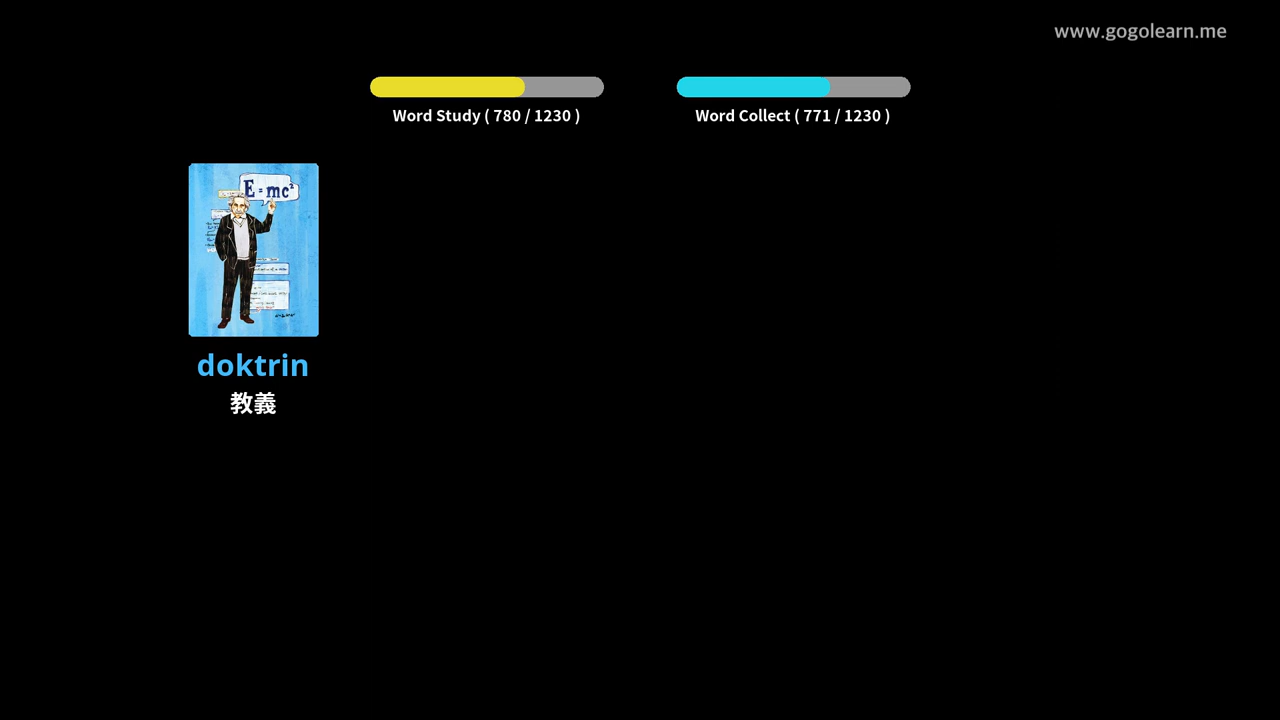 www.gogolearn.me
Word Study ( 780 / 1230 )
Word Collect ( 771 / 1230 )
E = mc²
doktrin
教義